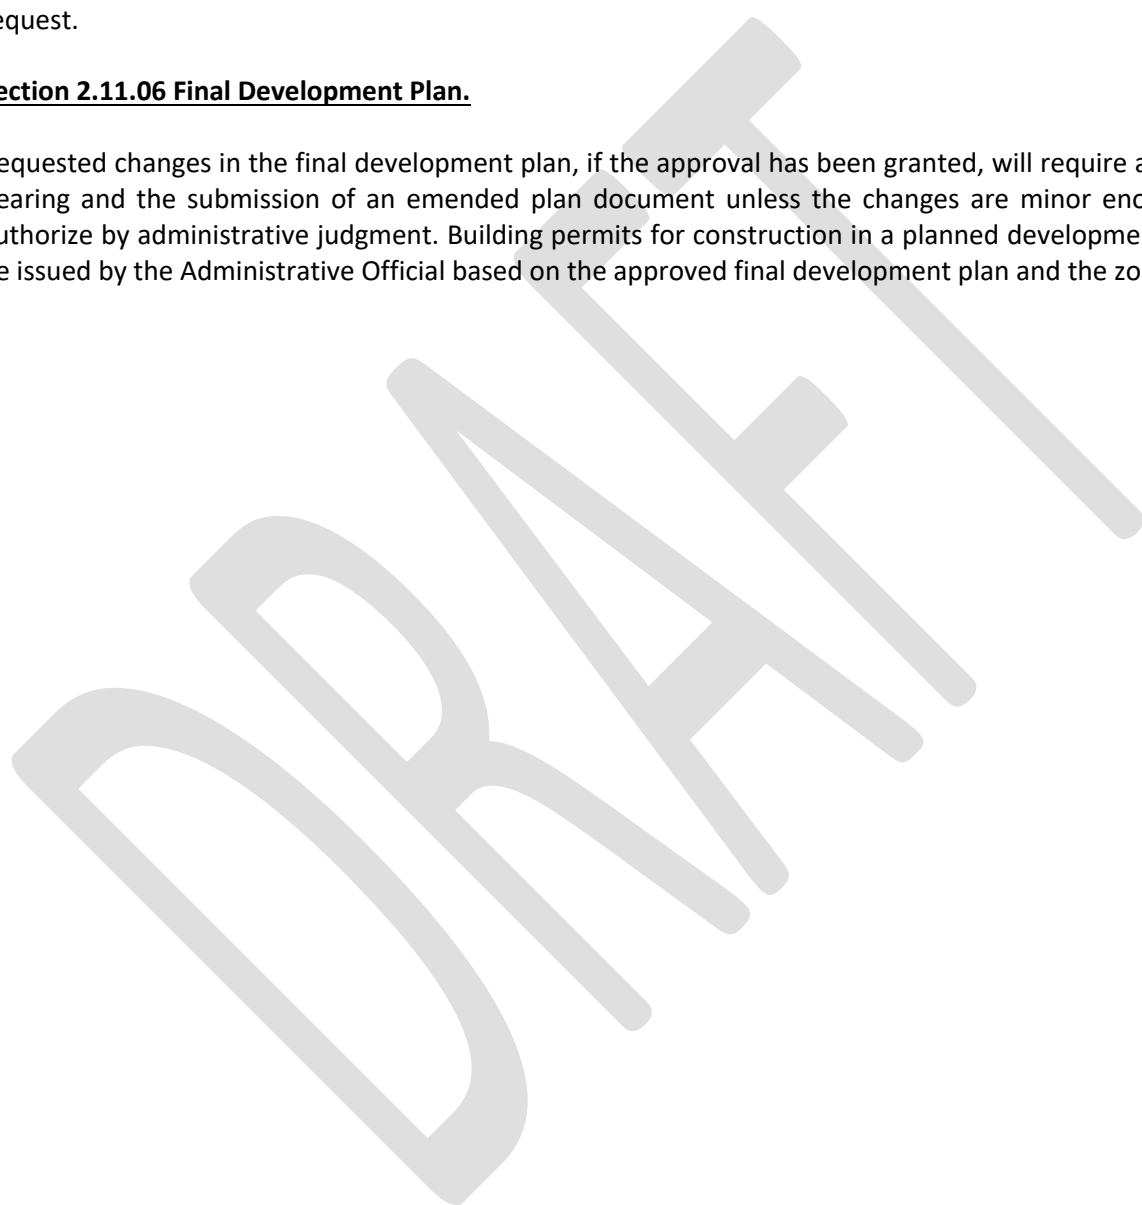 equest.
ection 2.11.06 Final Development Plan.
equested changes in the final development plan, if the approval has been granted, will require a
earing and the submission of an emended plan document unless the changes are minor eno
uthorize by administrative judgment. Building permits for construction in a planned developme
e issued by the Administrative Official based on the approved final development plan and the zo
DRAFT